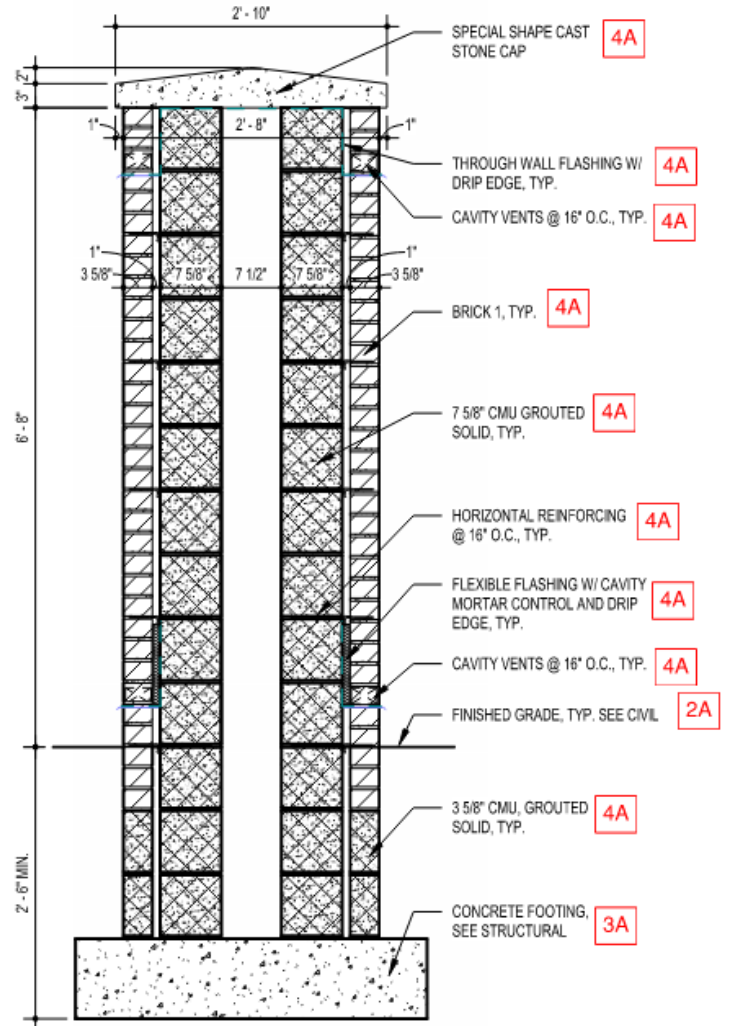 2' - 10"
SPECIAL SHAPE CAST
STONE CAP
4A
2"
3"
1"
2' - 8"
1"
THROUGH WALL FLASHING W/
DRIP EDGE, TYP.
4A
CAVITY VENTS @ 16" O.C., TYP.
4A
1"
1"
3 5/8"
7 5/8"
7 1/2"
7 5/8"
3 5/8"
BRICK 1, TYP.
4A
6' - 8"
7 5/8" CMU GROUTED
SOLID, TYP.
4A
HORIZONTAL REINFORCING
@ 16" O.C., TYP.
4A
FLEXIBLE FLASHING W/ CAVITY
MORTAR CONTROL AND DRIP
EDGE, TYP.
4A
CAVITY VENTS @ 16" O.C., TYP.
4A
FINISHED GRADE, TYP. SEE CIVIL
2A
3 5/8" CMU, GROUTED
SOLID, TYP.
4A
2' - 6" MIN.
CONCRETE FOOTING,
SEE STRUCTURAL
3A